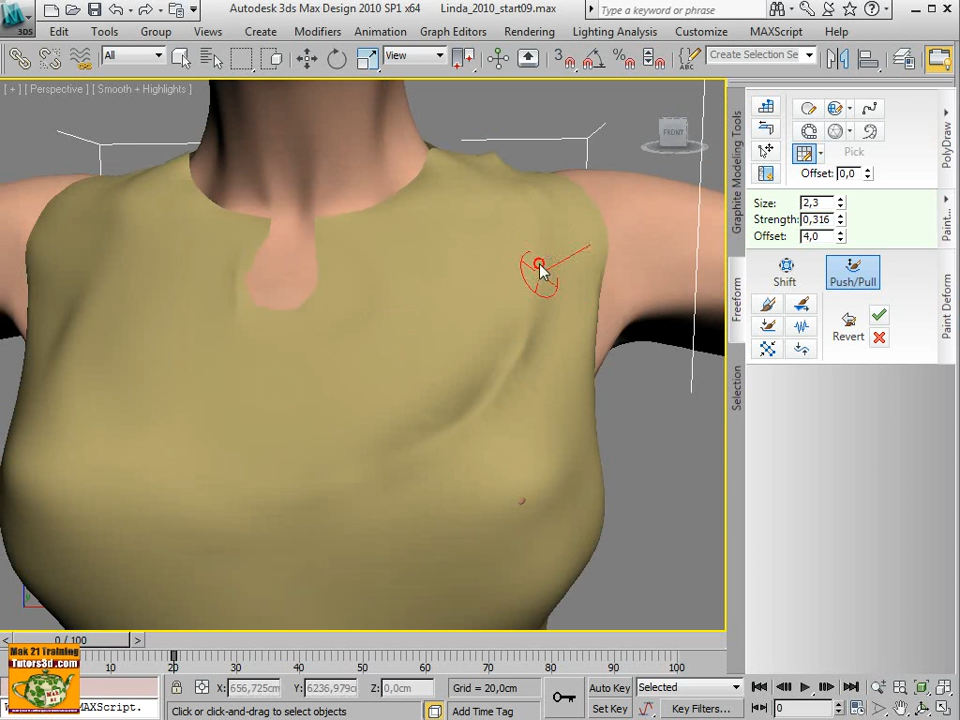 Autodesk 3ds Max Design 2010 SP1 x64 Linda_2010_start09.max
Type a keyword or phrase
3DS
Edit Tools Group Views Create Modifiers Animation Graph Editors Rendering Lighting Analysis Customize MAXScript Help
All View Create Selection Se
[ + ] [ Perspective ] [ Smooth + Highlights ]
FRONT
Graphite Modeling Tools
Freeform
Selection
Pick
Offset: 0,0
PolyDraw
Size: 2,3
Strength: 0,316
Offset: 4,0
Paint...
Shift Push/Pull
Revert
Paint Deform
0 / 100
10 20 30 40 50 60 70 80 90 100
Mak 21 Training
Tutors3d.com
MAXScript.
X: 656,725cm Y: 6236,979c Z: 0,0cm Grid = 20,0cm
Click or click-and-drag to select objects
Add Time Tag
Auto Key Selected
Set Key Key Filters...
0